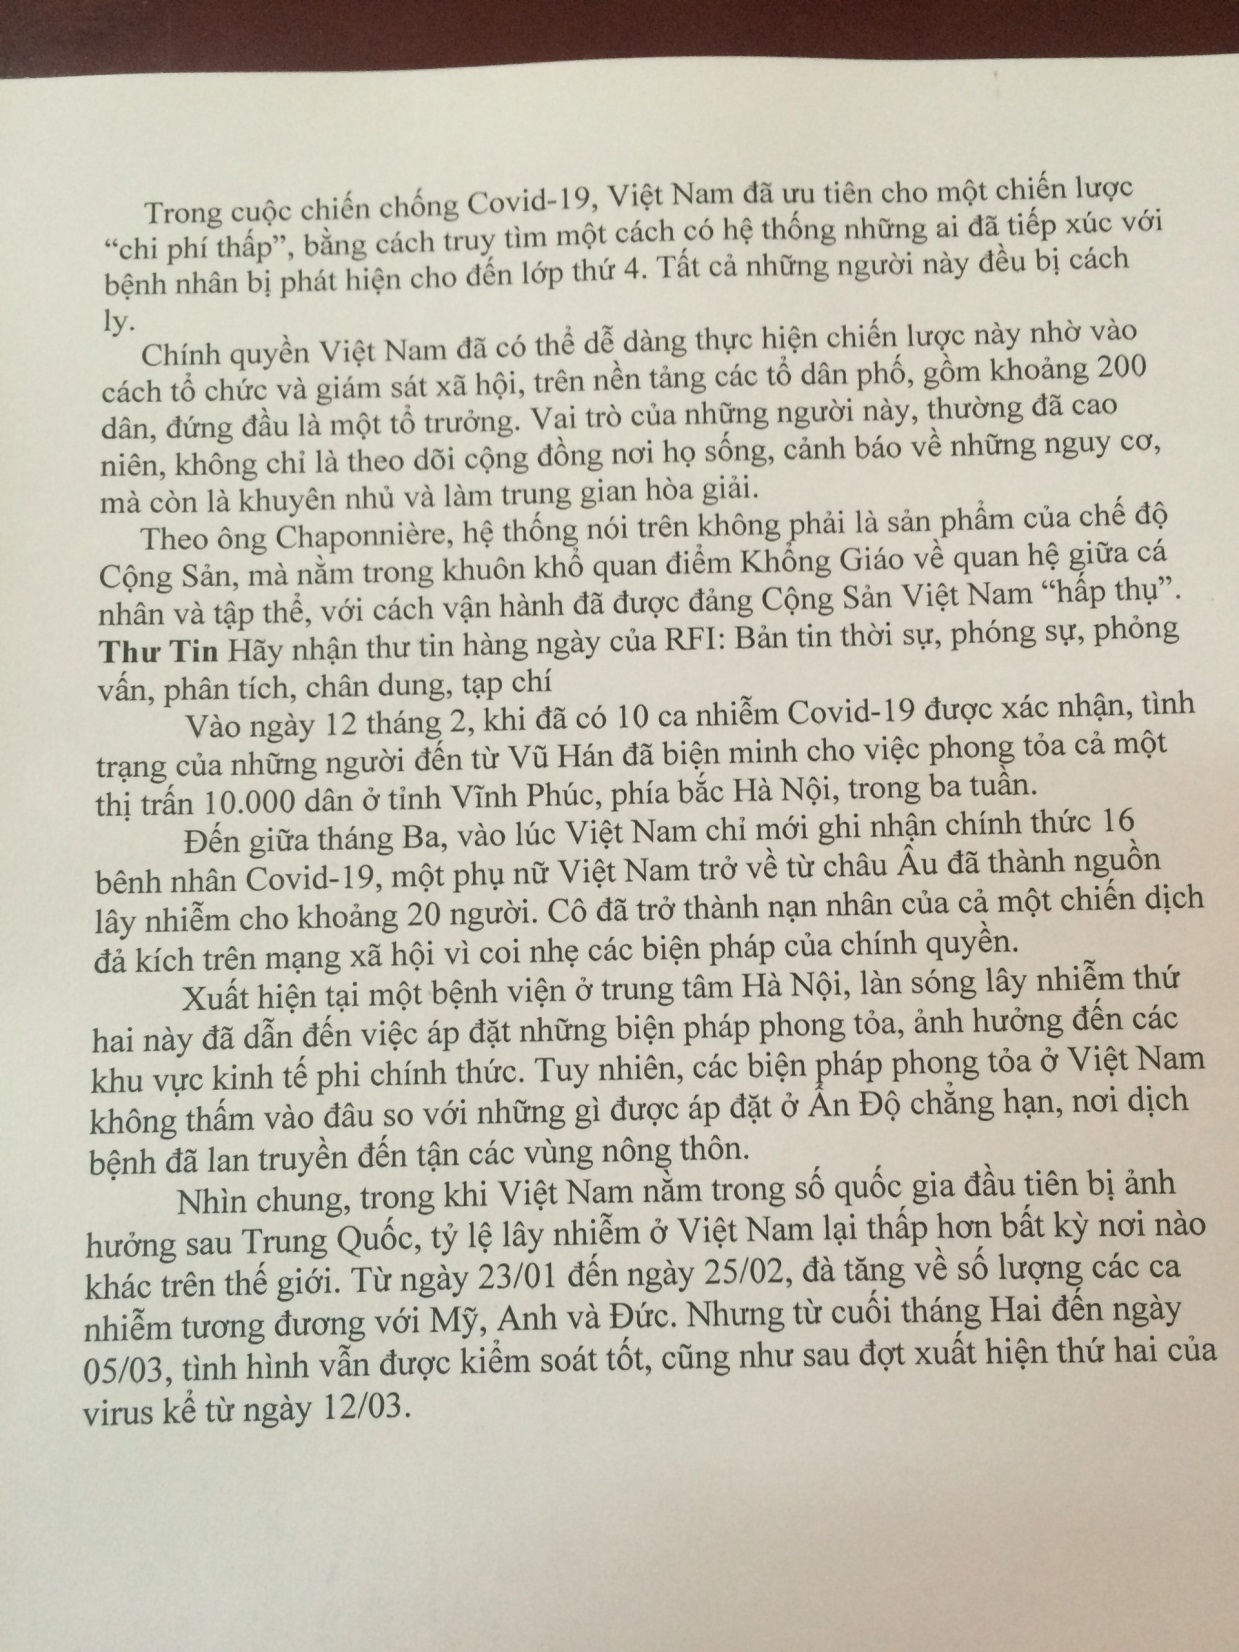 Trong cuộc chiến chống Covid-19, Việt Nam đã ưu tiên cho một chiến lược
“chi phí thấp”, bằng cách truy tìm một cách có hệ thống những ai đã tiếp xúc với
bệnh nhân bị phát hiện cho đến lớp thứ 4. Tất cả những người này đều bị cách
ly.
Chính quyền Việt Nam đã có thể dễ dàng thực hiện chiến lược này nhờ vào
cách tổ chức và giám sát xã hội, trên nền tảng các tổ dân phố, gồm khoảng 200
dân, đứng đầu là một tổ trưởng. Vai trò của những người này, thường đã cao
niên, không chỉ là theo dõi cộng đồng nơi họ sống, cảnh báo về những nguy cơ,
mà còn là khuyên nhủ và làm trung gian hòa giải.
Theo ông Chaponnière, hệ thống nói trên không phải là sản phẩm của chế độ
Cộng Sản, mà nằm trong khuôn khổ quan điểm Khổng Giáo về quan hệ giữa cá
nhân và tập thể, với cách vận hành đã được đảng Cộng Sản Việt Nam “hấp thụ”.
Thư Tin Hãy nhận thư tin hàng ngày của RFI: Bản tin thời sự, phóng sự, phỏng
vấn, phân tích, chân dung, tạp chí
Vào ngày 12 tháng 2, khi đã có 10 ca nhiễm Covid-19 được xác nhận, tình
trạng của những người đến từ Vũ Hán đã biện minh cho việc phong tỏa cả một
thị trấn 10.000 dân ở tỉnh Vĩnh Phúc, phía bắc Hà Nội, trong ba tuần.
Đến giữa tháng Ba, vào lúc Việt Nam chỉ mới ghi nhận chính thức 16
bênh nhân Covid-19, một phụ nữ Việt Nam trở về từ châu Âu đã thành nguồn
lây nhiễm cho khoảng 20 người. Cô đã trở thành nạn nhân của cả một chiến dịch
đả kích trên mạng xã hội vì coi nhẹ các biện pháp của chính quyền.
Xuất hiện tại một bệnh viện ở trung tâm Hà Nội, làn sóng lây nhiễm thứ
hai này đã dẫn đến việc áp đặt những biện pháp phong tỏa, ảnh hưởng đến các
khu vực kinh tế phi chính thức. Tuy nhiên, các biện pháp phong tỏa ở Việt Nam
không thấm vào đâu so với những gì được áp đặt ở Ấn Độ chẳng hạn, nơi dịch
bệnh đã lan truyền đến tận các vùng nông thôn.
Nhìn chung, trong khi Việt Nam nằm trong số quốc gia đầu tiên bị ảnh
hưởng sau Trung Quốc, tỷ lệ lây nhiễm ở Việt Nam lại thấp hơn bất kỳ nơi nào
khác trên thế giới. Từ ngày 23/01 đến ngày 25/02, đà tăng về số lượng các ca
nhiễm tương đương với Mỹ, Anh và Đức. Nhưng từ cuối tháng Hai đến ngày
05/03, tình hình vẫn được kiểm soát tốt, cũng như sau đợt xuất hiện thứ hai của
virus kể từ ngày 12/03.